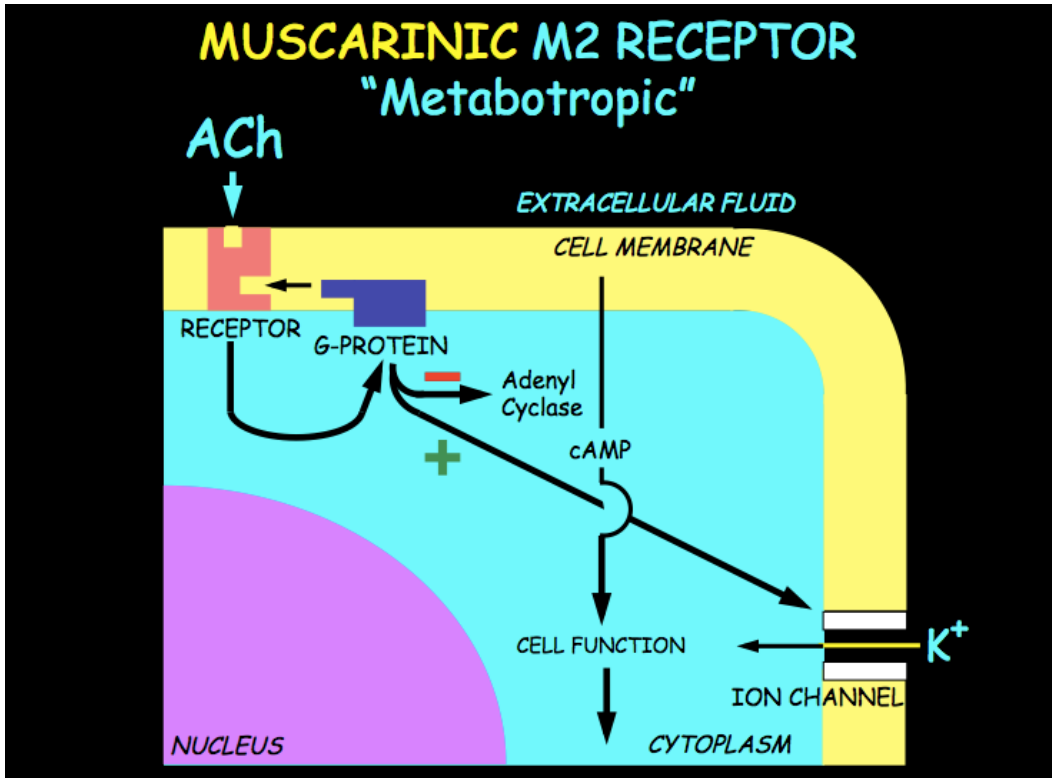 MUSCARINIC M2 RECEPTOR
“Metabotropic”
ACh
EXTRACELLULAR FLUID
CELL MEMBRANE
RECEPTOR
G-PROTEIN
−
Adenyl
Cyclase
+
cAMP
CELL FUNCTION
K⁺
ION CHANNEL
NUCLEUS
CYTOPLASM